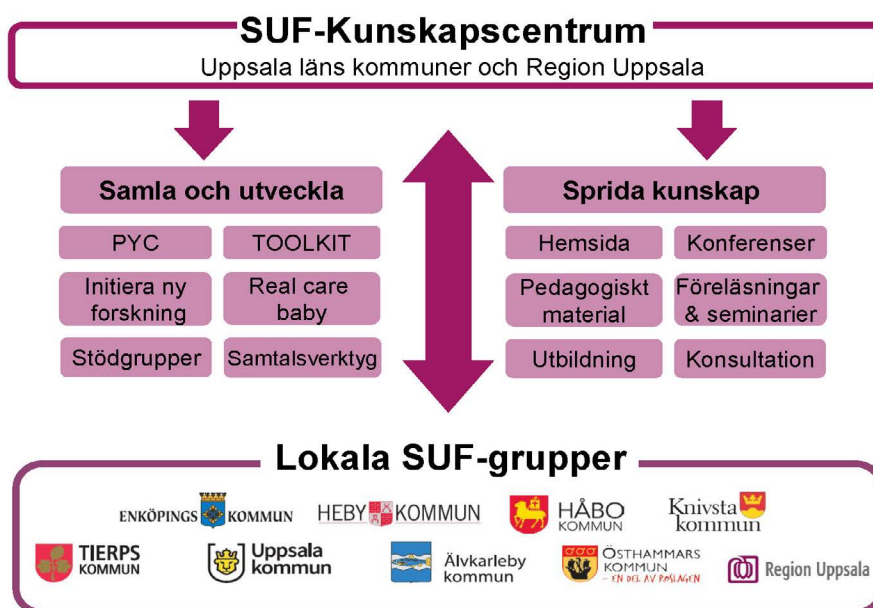 SUF-Kunskapscentrum
Uppsala läns kommuner och Region Uppsala
Samla och utveckla
PYC
TOOLKIT
Initiera ny
forskning
Real care
baby
Stödgrupper
Samtalsverktyg
Sprida kunskap
Hemsida
Konferenser
Pedagogiskt
material
Föreläsningar
& seminarier
Utbildning
Konsultation
Lokala SUF-grupper
ENKÖPINGS KOMMUN
HEBY KOMMUN
HÅBO
KOMMUN
Knivsta
kommun
TIERPS
KOMMUN
Uppsala
kommun
Älvkarleby
kommun
ÖSTHAMMARS
KOMMUN
– EN DEL AV ROSLAGEN
Region Uppsala